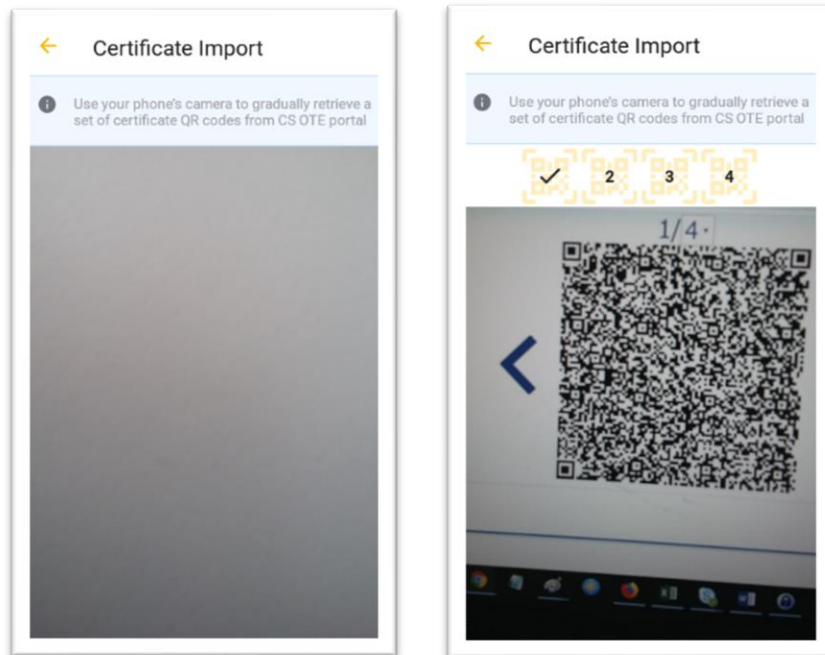 Certificate Import
Use your phone's camera to gradually retrieve a
set of certificate QR codes from CS OTE portal
Certificate Import
Use your phone's camera to gradually retrieve a
set of certificate QR codes from CS OTE portal
2 3 4
1/4